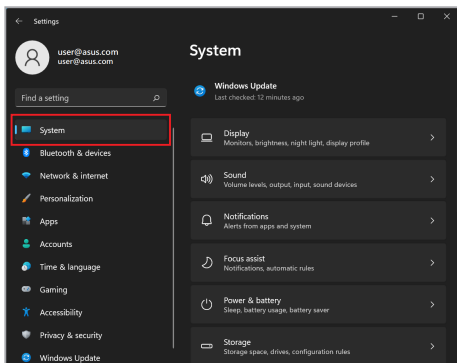 Settings
user@asus.com
user@asus.com
Find a setting
System
Bluetooth & devices
Network & internet
Personalization
Apps
Accounts
Time & language
Gaming
Accessibility
Privacy & security
Windows Update
System
Windows Update
Last checked: 12 minutes ago
Display
Monitors, brightness, night light, display profile
Sound
Volume levels, output, input, sound devices
Notifications
Alerts from apps and system
Focus assist
Notifications, automatic rules
Power & battery
Sleep, battery usage, battery saver
Storage
Storage space, drives, configuration rules